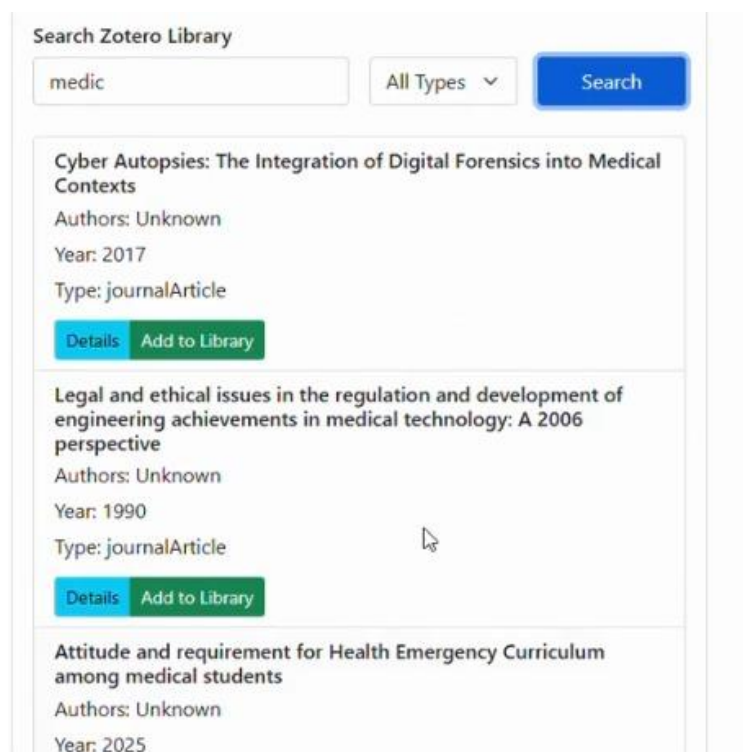 Search Zotero Library
medic
All Types
Search
Cyber Autopsies: The Integration of Digital Forensics into Medical
Contexts
Authors: Unknown
Year: 2017
Type: journalArticle
Details Add to Library
Legal and ethical issues in the regulation and development of
engineering achievements in medical technology: A 2006
perspective
Authors: Unknown
Year: 1990
Type: journalArticle
Details Add to Library
Attitude and requirement for Health Emergency Curriculum
among medical students
Authors: Unknown
Year: 2025